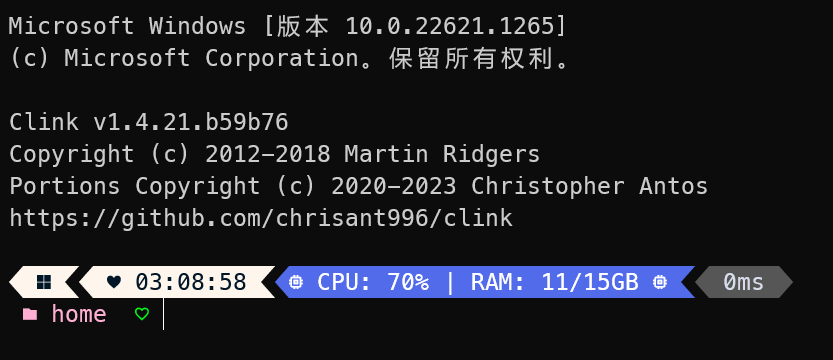 Microsoft Windows [版本 10.0.22621.1265]
(c) Microsoft Corporation。保留所有权利。
Clink v1.4.21.b59b76
Copyright (c) 2012-2018 Martin Ridgers
Portions Copyright (c) 2020-2023 Christopher Antos
https://github.com/chrisant996/clink
03:08:58 CPU: 70% | RAM: 11/15GB 0ms
home